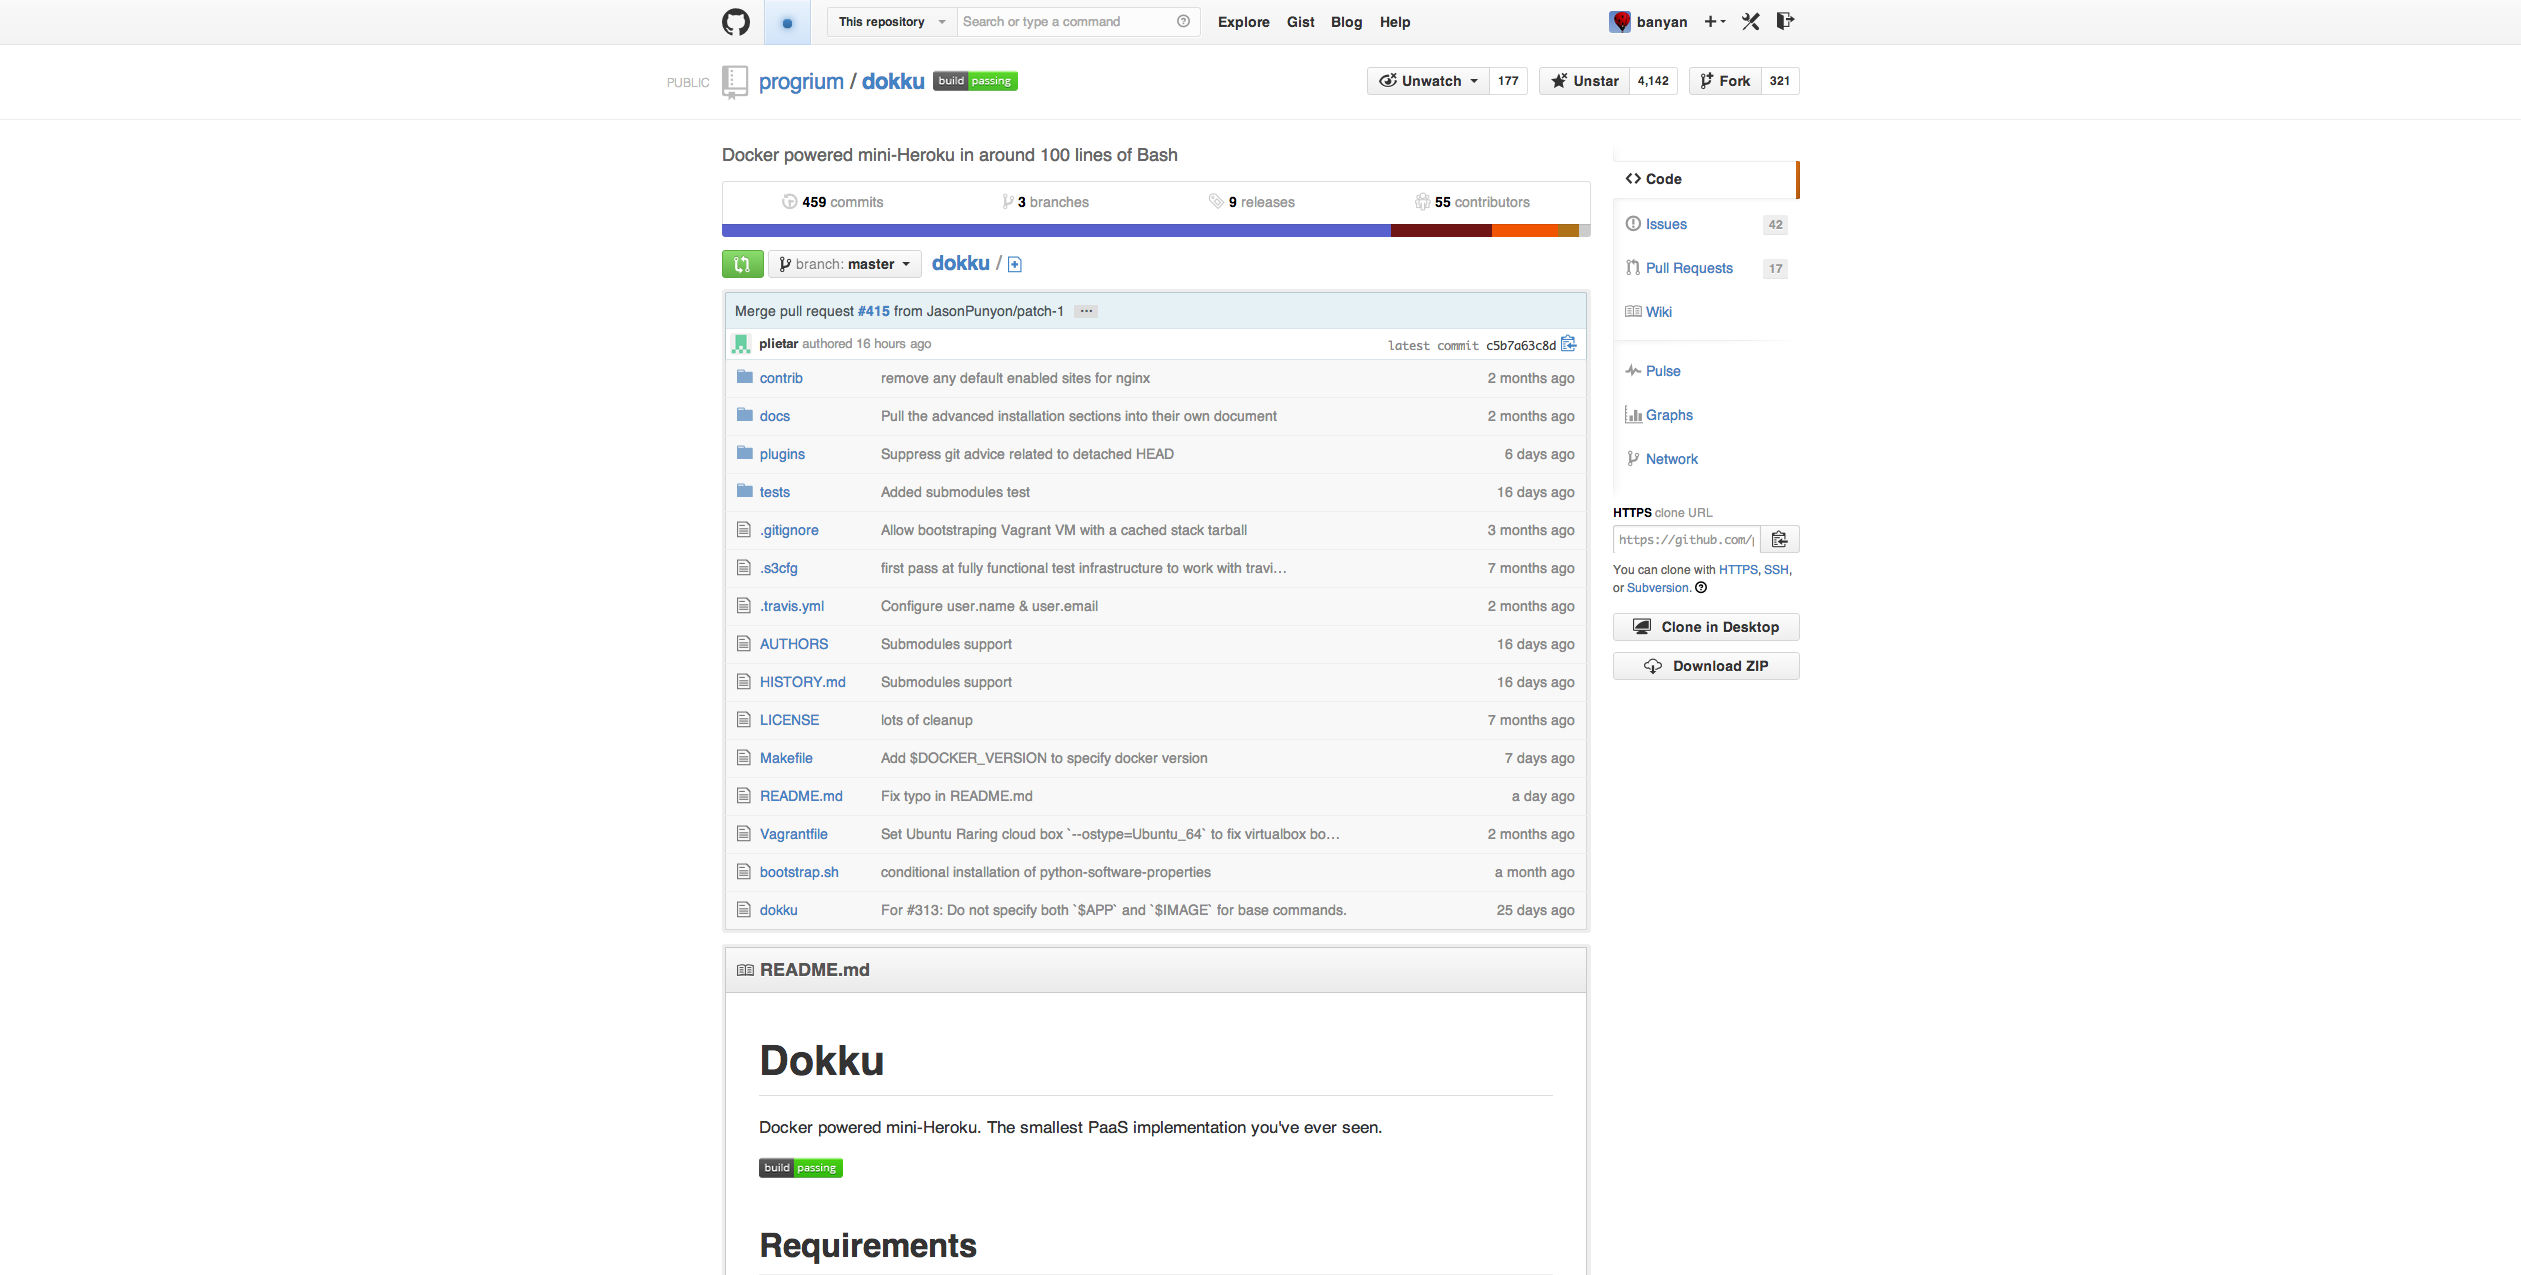 This repository Search or type a command Explore Gist Blog Help banyan
PUBLIC progrium / dokku build passing Unwatch 177 Unstar 4,142 Fork 321
Docker powered mini-Heroku in around 100 lines of Bash
459 commits 3 branches 9 releases 55 contributors
branch: master dokku /
Merge pull request #415 from JasonPunyon/patch-1 ...
plietar authored 16 hours ago latest commit c5b7a63c8d
contrib remove any default enabled sites for nginx 2 months ago
docs Pull the advanced installation sections into their own document 2 months ago
plugins Suppress git advice related to detached HEAD 6 days ago
tests Added submodules test 16 days ago
.gitignore Allow bootstraping Vagrant VM with a cached stack tarball 3 months ago
.s3cfg first pass at fully functional test infrastructure to work with travi… 7 months ago
.travis.yml Configure user.name & user.email 2 months ago
AUTHORS Submodules support 16 days ago
HISTORY.md Submodules support 16 days ago
LICENSE lots of cleanup 7 months ago
Makefile Add $DOCKER_VERSION to specify docker version 7 days ago
README.md Fix typo in README.md a day ago
Vagrantfile Set Ubuntu Raring cloud box `--ostype=Ubuntu_64` to fix virtualbox bo… 2 months ago
bootstrap.sh conditional installation of python-software-properties a month ago
dokku For #313: Do not specify both `$APP` and `$IMAGE` for base commands. 25 days ago
README.md
Dokku
Docker powered mini-Heroku. The smallest PaaS implementation you've ever seen.
build passing
Requirements
Code
Issues 42
Pull Requests 17
Wiki
Pulse
Graphs
Network
HTTPS clone URL
https://github.com/
You can clone with HTTPS, SSH,
or Subversion.
Clone in Desktop
Download ZIP